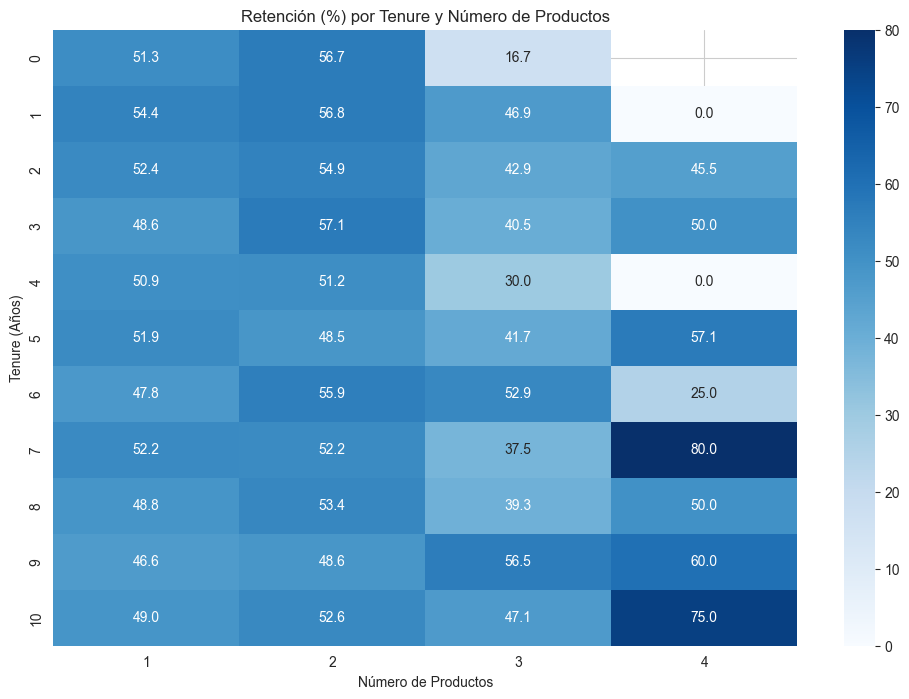 Retención (%) por Tenure y Número de Productos
Tenure (Años)
0 51.3 56.7 16.7
1 54.4 56.8 46.9 0.0
2 52.4 54.9 42.9 45.5
3 48.6 57.1 40.5 50.0
4 50.9 51.2 30.0 0.0
5 51.9 48.5 41.7 57.1
6 47.8 55.9 52.9 25.0
7 52.2 52.2 37.5 80.0
8 48.8 53.4 39.3 50.0
9 46.6 48.6 56.5 60.0
10 49.0 52.6 47.1 75.0
1 2 3 4
Número de Productos
80
70
60
50
40
30
20
10
0